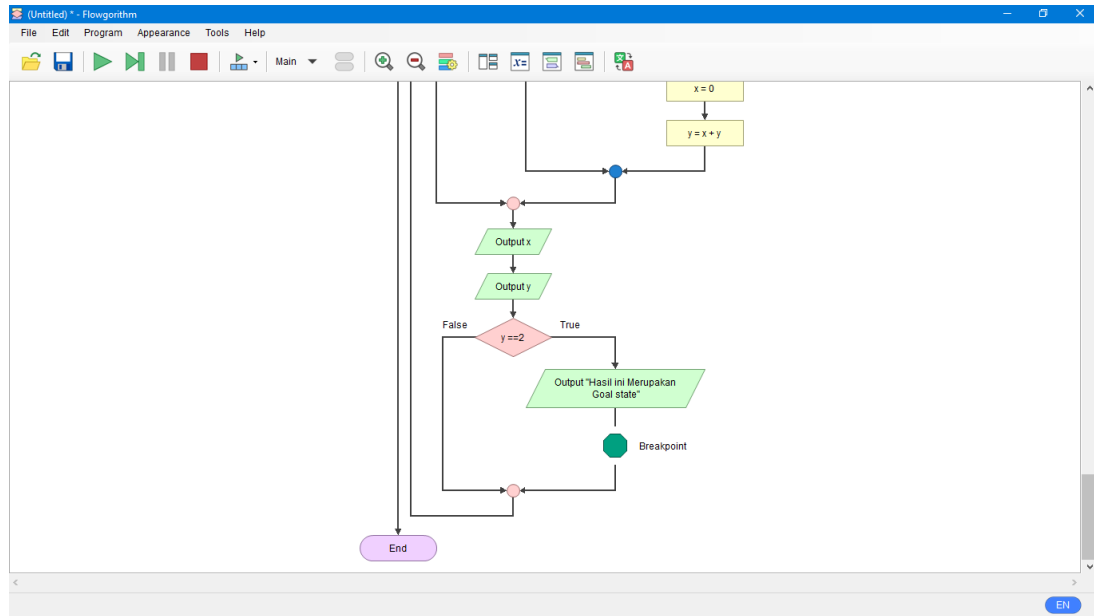 (Untitled) * - Flowgorithm
File Edit Program Appearance Tools Help
Main
x=
x = 0
y = x + y
Output x
Output y
False
True
y ==2
Output "Hasil ini Merupakan
Goal state"
Breakpoint
End
EN